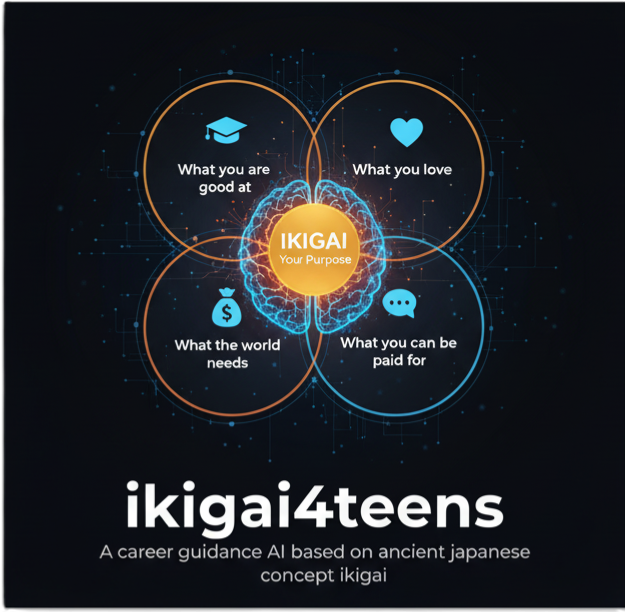 What you are
good at
What you love
IKIGAI
Your Purpose
$
What the world
needs
What you can be
paid for
ikigai4teens
A career guidance AI based on ancient japanese
concept ikigai